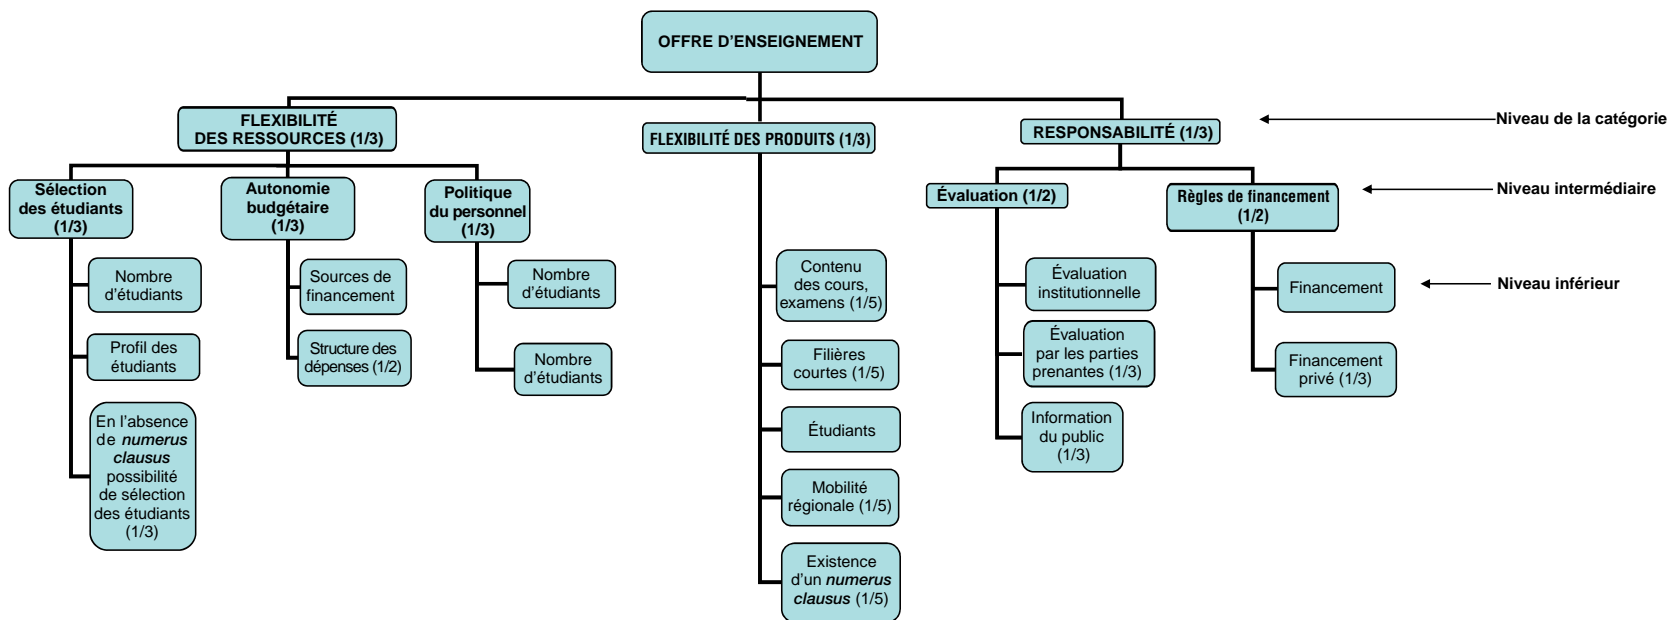 OFFRE D'ENSEIGNEMENT
FLEXIBILITÉ
DES RESSOURCES (1/3)
FLEXIBILITÉ DES PRODUITS (1/3)
RESPONSABILITÉ (1/3)
Niveau de la catégorie
Sélection
des étudiants
(1/3)
Autonomie
budgétaire
(1/3)
Politique
du personnel
(1/3)
Évaluation (1/2)
Règles de financement
(1/2)
Niveau intermédiaire
Nombre
d'étudiants
Profil des
étudiants
En l'absence
de numerus
clausus
possibilité
de sélection
des étudiants
(1/3)
Sources de
financement
Structure des
dépenses (1/2)
Nombre
d'étudiants
Nombre
d'étudiants
Contenu
des cours,
examens (1/5)
Filières
courtes (1/5)
Étudiants
Mobilité
régionale (1/5)
Existence
d'un numerus
clausus (1/5)
Évaluation
institutionnelle
Évaluation
par les parties
prenantes (1/3)
Information
du public
(1/3)
Financement
Financement
privé (1/3)
Niveau inférieur